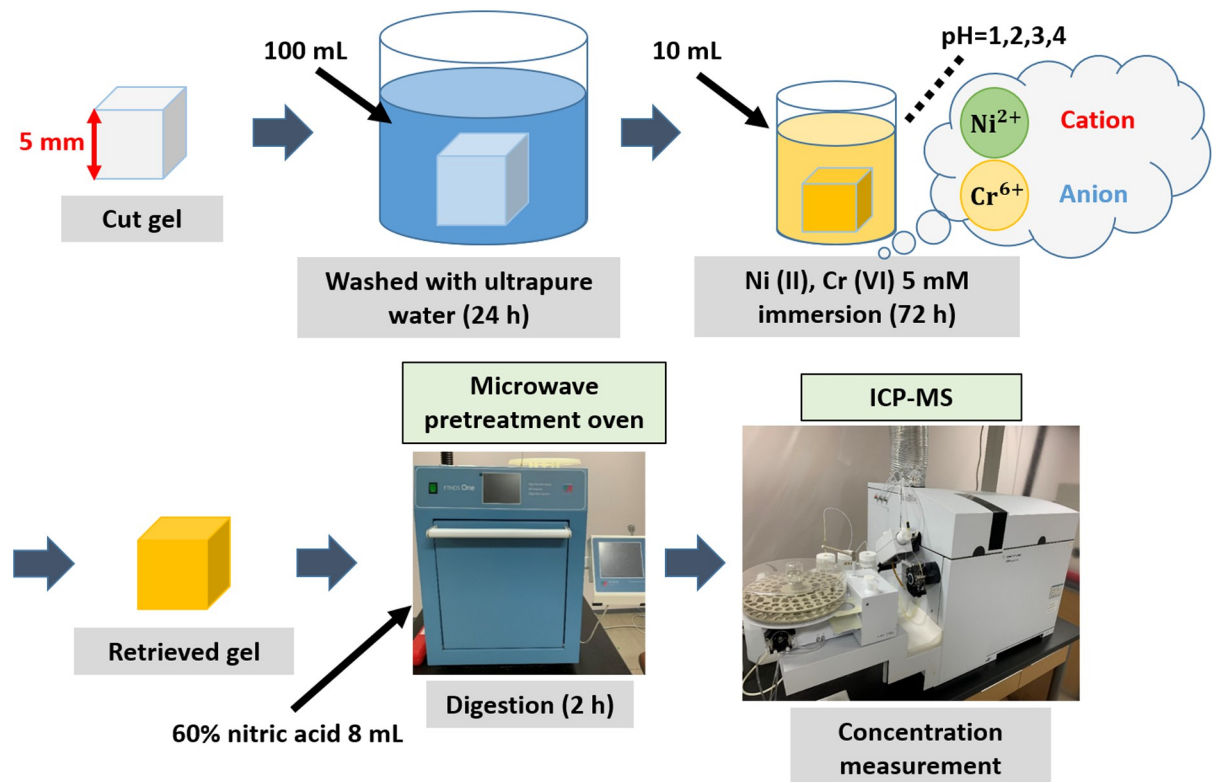 100 mL
10 mL
pH=1,2,3,4
5 mm
Ni²⁺
Cation
Cr⁶⁺
Anion
Cut gel
Washed with ultrapure
water (24 h)
Ni (II), Cr (VI) 5 mM
immersion (72 h)
Microwave
pretreatment oven
ICP-MS
ETHOS One
Retrieved gel
Digestion (2 h)
60% nitric acid 8 mL
Concentration
measurement